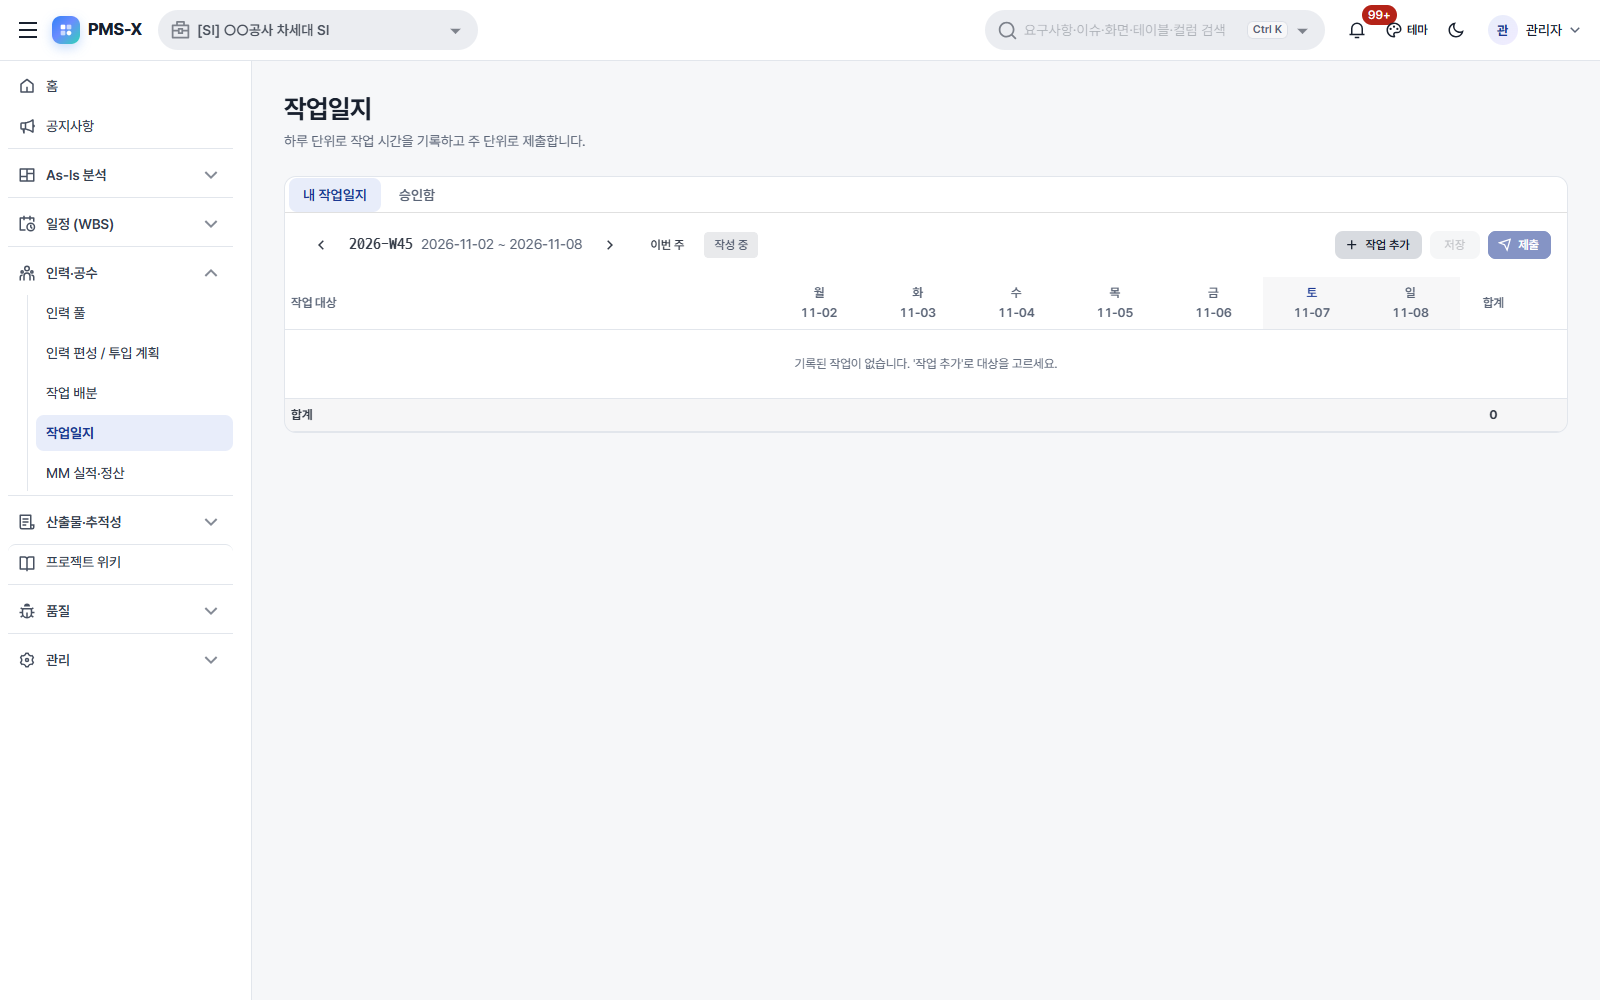 PMS-X
[SI] 〇〇공사 차세대 SI
요구사항·이슈·화면·테이블·컬럼 검색
Ctrl K
99+
테마
관
관리자
홈
공지사항
As-Is 분석
일정 (WBS)
인력·공수
인력 풀
인력 편성 / 투입 계획
작업 배분
작업일지
MM 실적·정산
산출물·추적성
프로젝트 위키
품질
관리
작업일지
하루 단위로 작업 시간을 기록하고 주 단위로 제출합니다.
내 작업일지
승인함
2026-W45 2026-11-02 ~ 2026-11-08
이번 주
작성 중
작업 추가
저장
제출
작업 대상
월 11-02
화 11-03
수 11-04
목 11-05
금 11-06
토 11-07
일 11-08
합계
기록된 작업이 없습니다. '작업 추가'로 대상을 고르세요.
합계 0